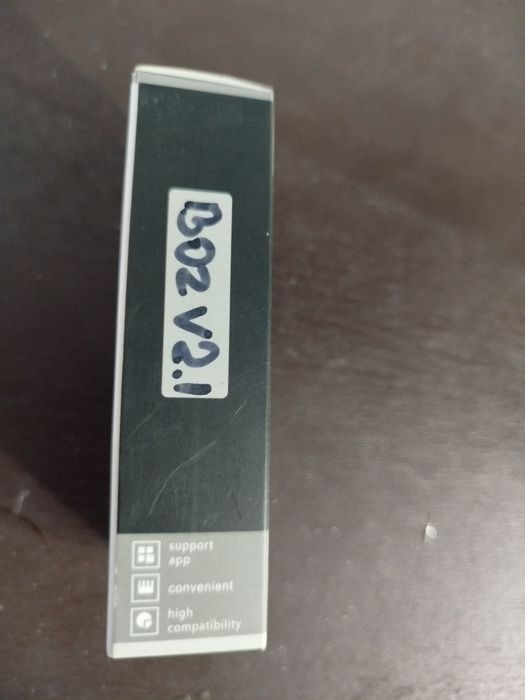 B02 V2.1
support
app
convenient
high
compatibility